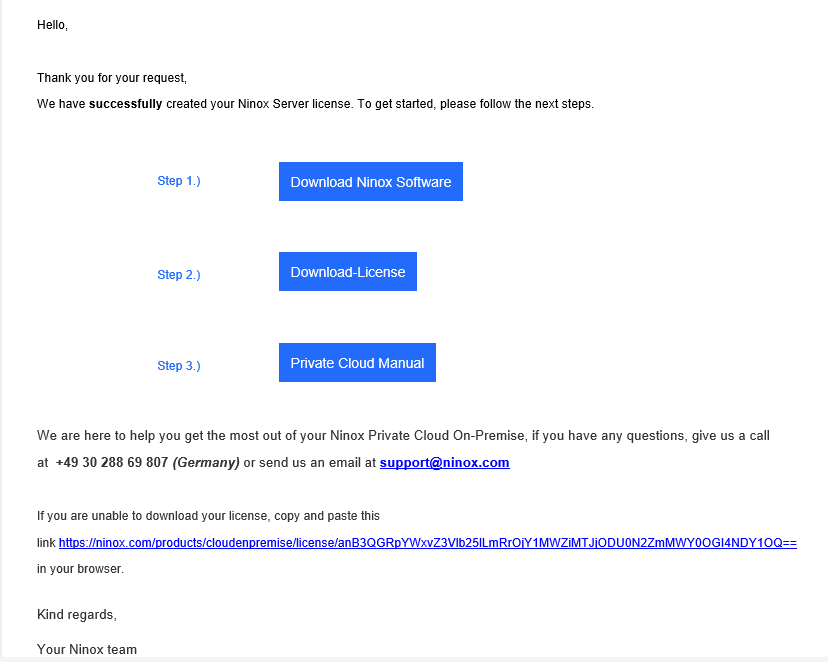 Hello,
Thank you for your request,
We have successfully created your Ninox Server license. To get started, please follow the next steps.
Step 1.) Download Ninox Software
Step 2.) Download-License
Step 3.) Private Cloud Manual
We are here to help you get the most out of your Ninox Private Cloud On-Premise, if you have any questions, give us a call
at +49 30 288 69 807 (Germany) or send us an email at support@ninox.com
If you are unable to download your license, copy and paste this
link https://ninox.com/products/cloudenpremise/license/anB3QGRpYWxvZ3Vlb25lLmRrOjY1MWZiMTJjODU0N2ZmMWY0OGI4NDY1OQ==
in your browser.
Kind regards,
Your Ninox team